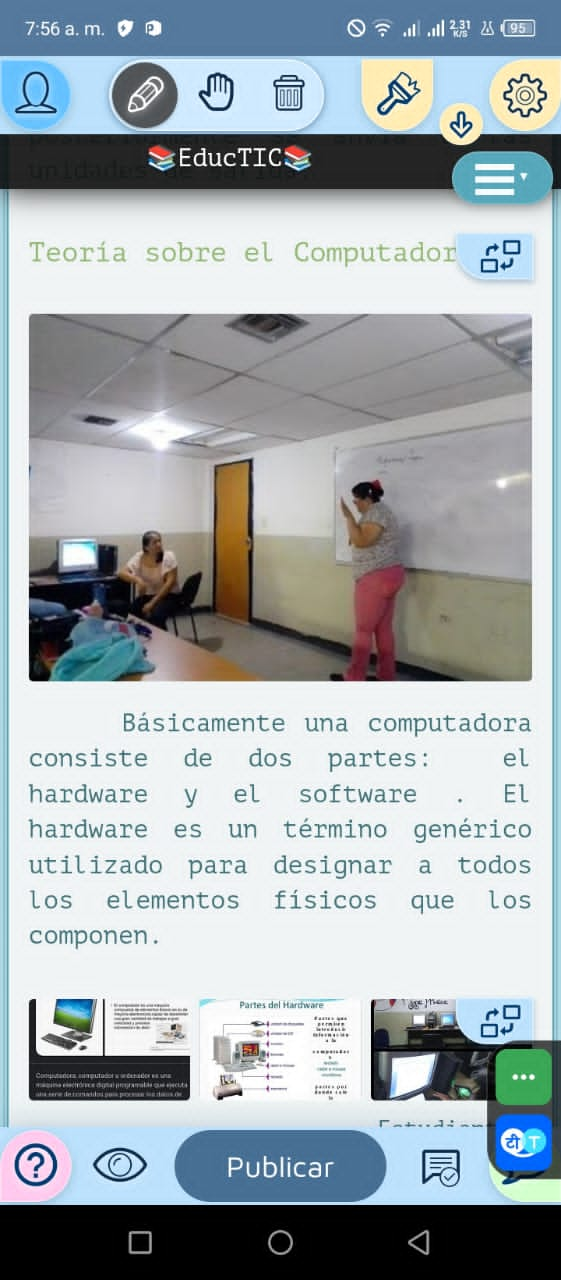 7:56 a. m.
2.31
K/S
95
📚EducTIC📚
unidades de
Teoría sobre el Computador
Básicamente una computadora
consiste de dos partes: el
hardware y el software . El
hardware es un término genérico
utilizado para designar a todos
los elementos físicos que los
componen.
Partes del Hardware
Computadora, computador u ordenador es una
máquina electrónica digital programable que ejecuta
una serie de comandos para procesar los datos de
Publicar
टी T